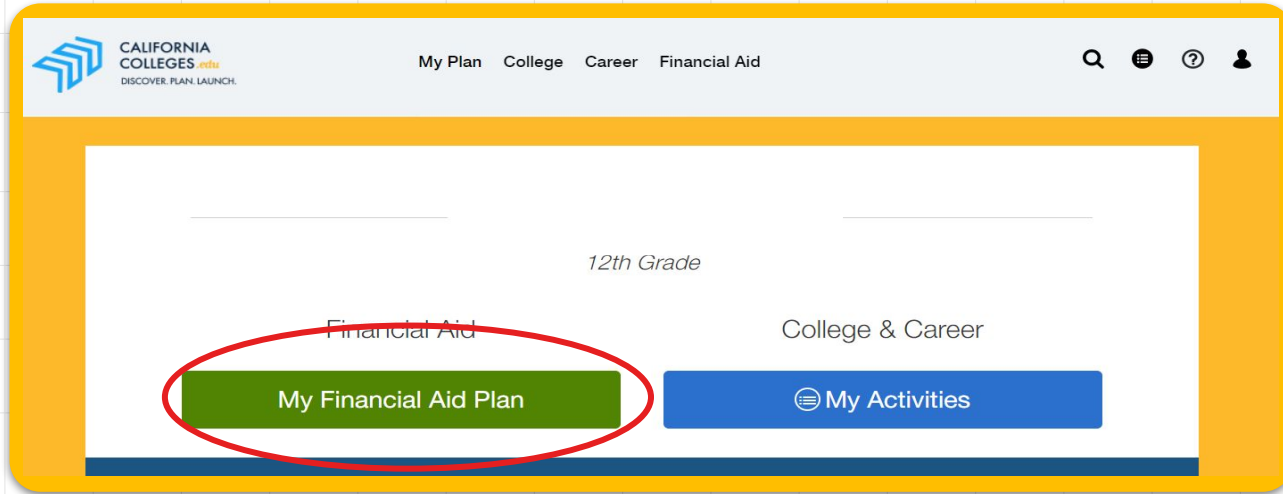 CALIFORNIA
COLLEGES.edu
DISCOVER. PLAN. LAUNCH.
My Plan College Career Financial Aid
12th Grade
Financial Aid
College & Career
My Financial Aid Plan
My Activities